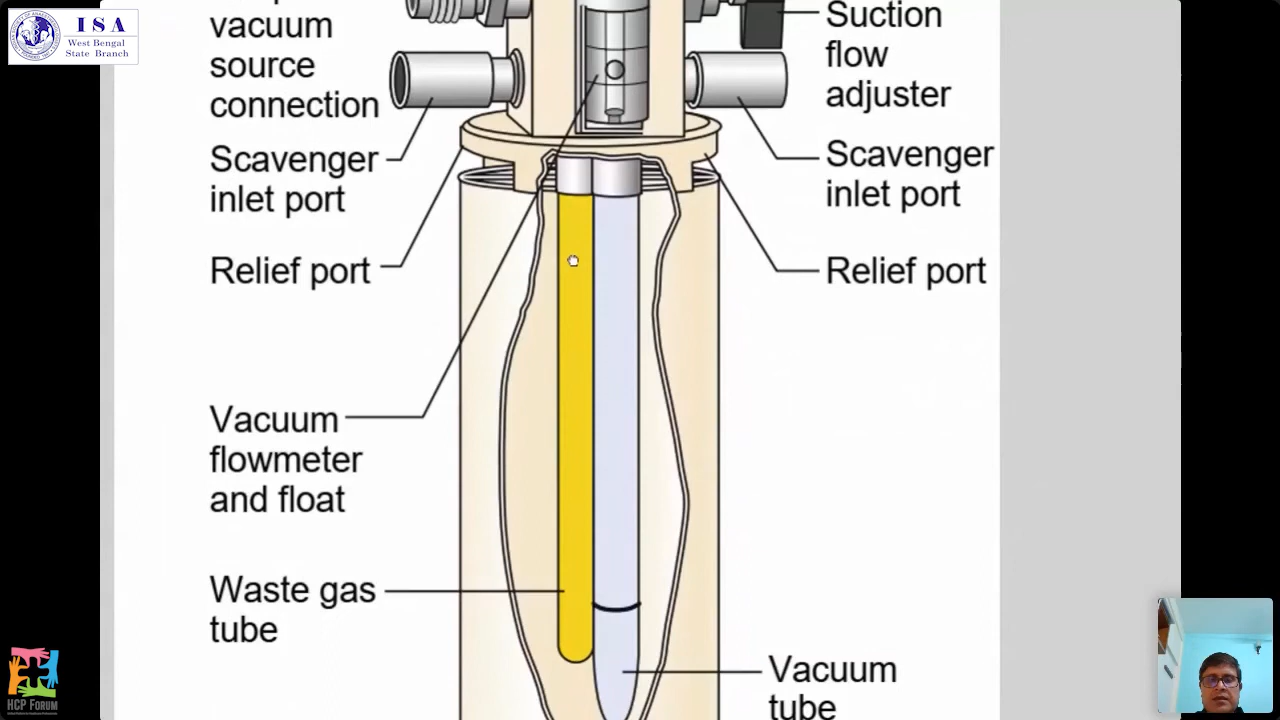 ISA
West Bengal
State Branch
vacuum
source
connection
Scavenger
inlet port
Relief port
Vacuum
flowmeter
and float
Waste gas
tube
Suction
flow
adjuster
Scavenger
inlet port
Relief port
Vacuum
tube
HCP FORUM